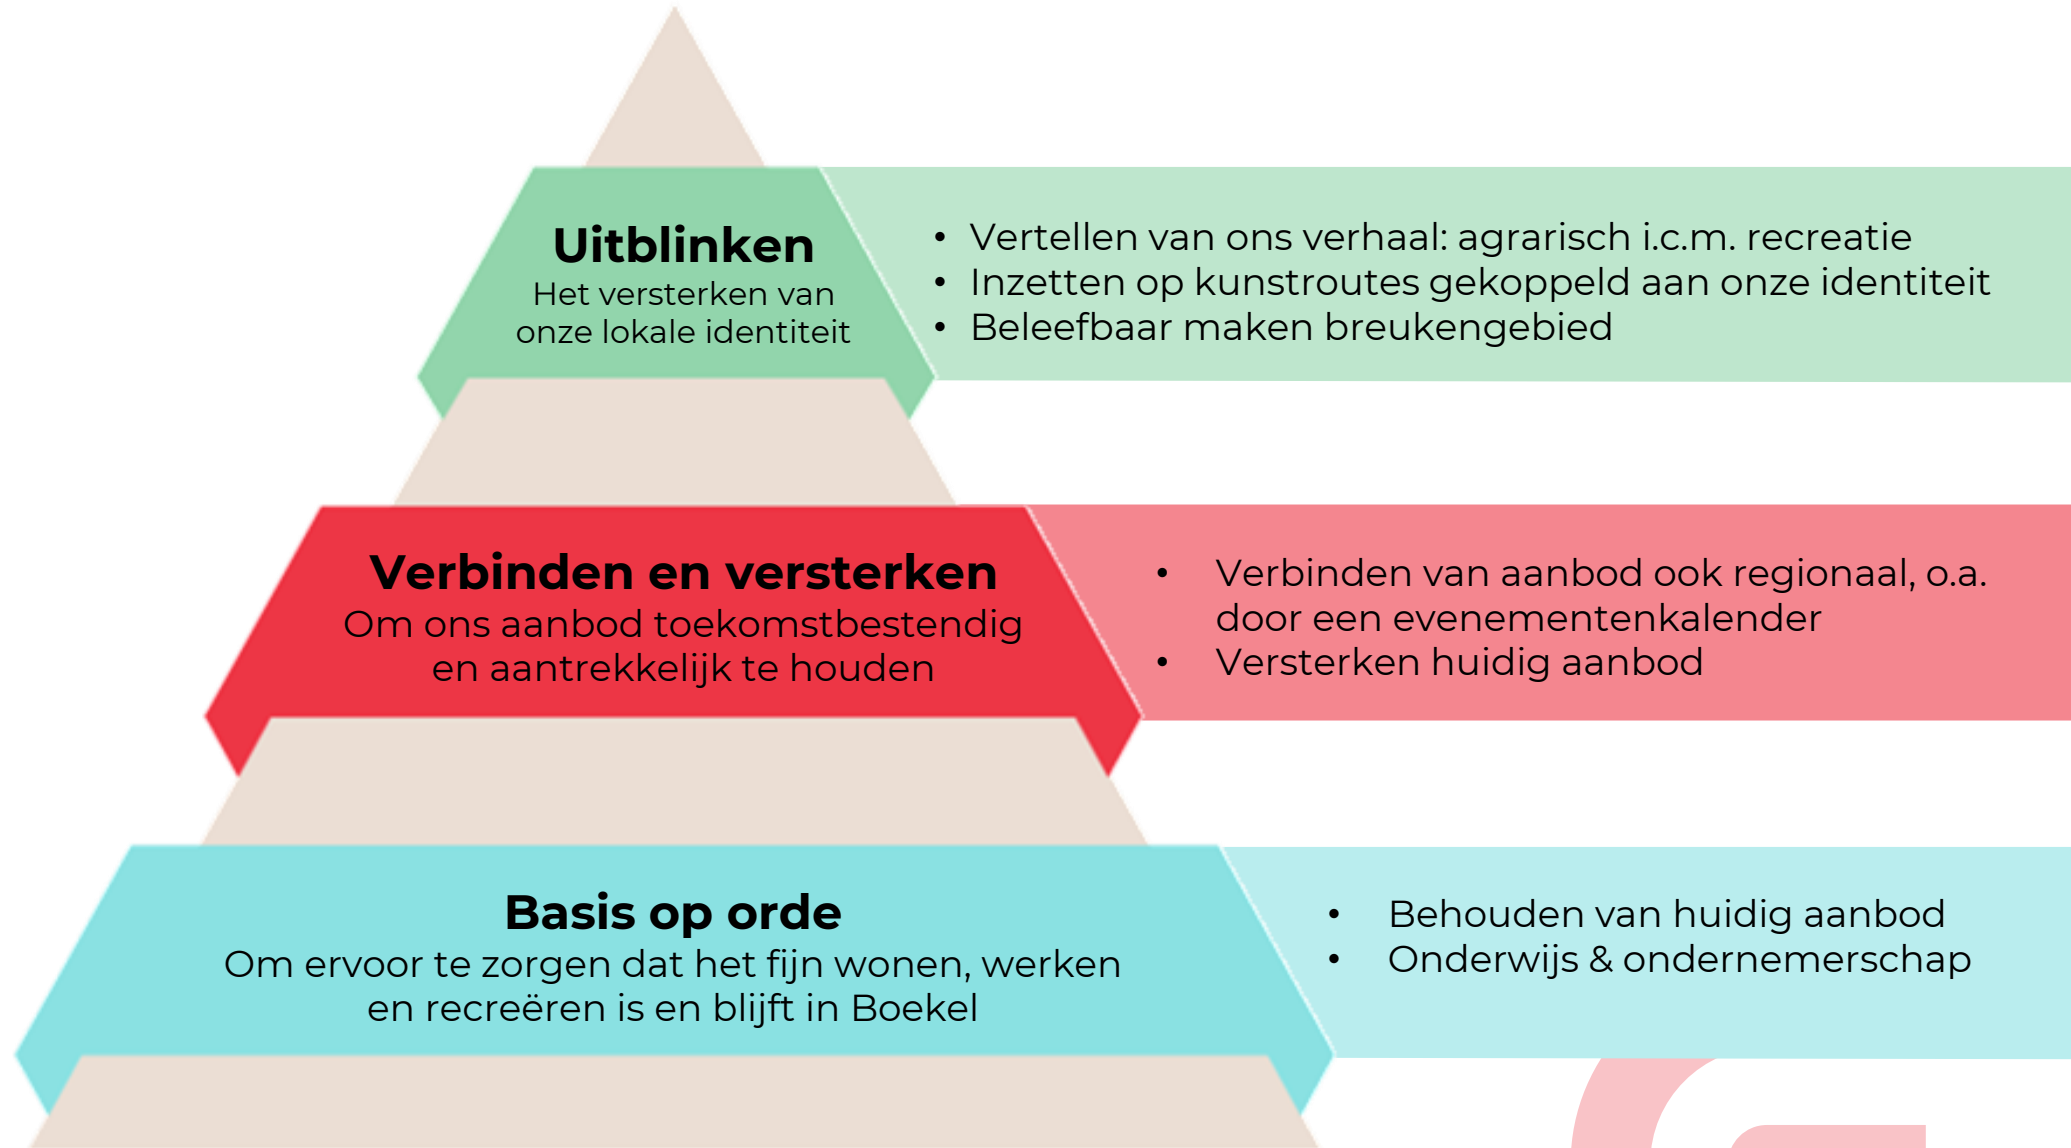 Uitblinken
Het versterken van
onze lokale identiteit
• Vertellen van ons verhaal: agrarisch i.c.m. recreatie
• Inzetten op kunstroutes gekoppeld aan onze identiteit
• Beleefbaar maken breukengebied
Verbinden en versterken
Om ons aanbod toekomstbestendig
en aantrekkelijk te houden
• Verbinden van aanbod ook regionaal, o.a.
door een evenementenkalender
• Versterken huidig aanbod
Basis op orde
Om ervoor te zorgen dat het fijn wonen, werken
en recreëren is en blijft in Boekel
• Behouden van huidig aanbod
• Onderwijs & ondernemerschap